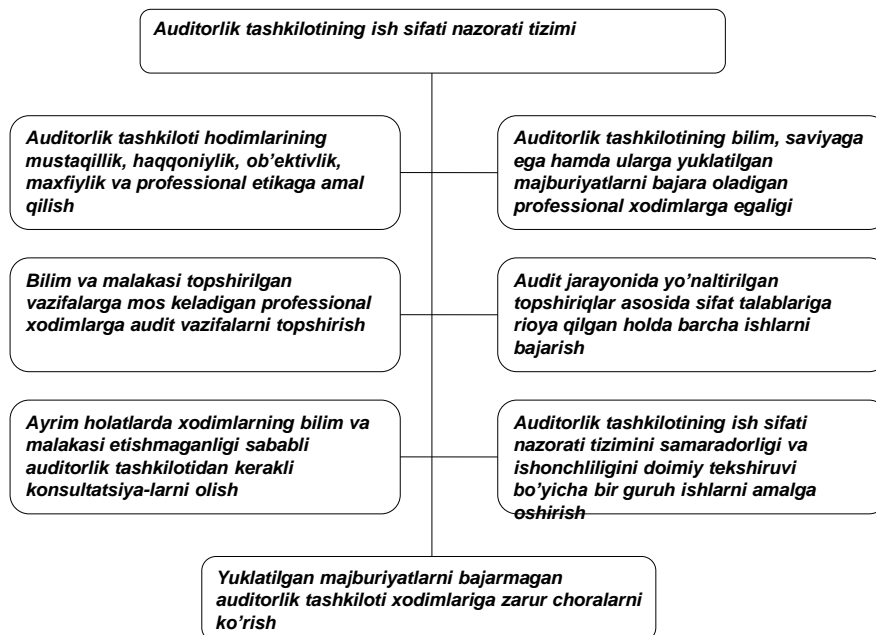 Auditorlik tashkilotining ish sifati nazorati tizimi
Auditorlik tashkiloti hodimlarining
mustaqillik, haqqoniylik, ob'ektivlik,
maxfiylik va professional etikaga amal
qilish
Auditorlik tashkilotining bilim, saviyaga
ega hamda ularga yuklatilgan
majburiyatlarni bajara oladigan
professional xodimlarga egaligi
Bilim va malakasi topshirilgan
vazifalarga mos keladigan professional
xodimlarga audit vazifalarni topshirish
Audit jarayonida yo'naltirilgan
topshiriqlar asosida sifat talablariga
rioya qilgan holda barcha ishlarni
bajarish
Ayrim holatlarda xodimlarning bilim va
malakasi etishmaganligi sababli
auditorlik tashkilotidan kerakli
konsultatsiya-larni olish
Auditorlik tashkilotining ish sifati
nazorati tizimini samaradorligi va
ishonchliligini doimiy tekshiruvi
bo'yicha bir guruh ishlarni amalga
oshirish
Yuklatilgan majburiyatlarni bajarmagan
auditorlik tashkiloti xodimlariga zarur choralarni
ko'rish